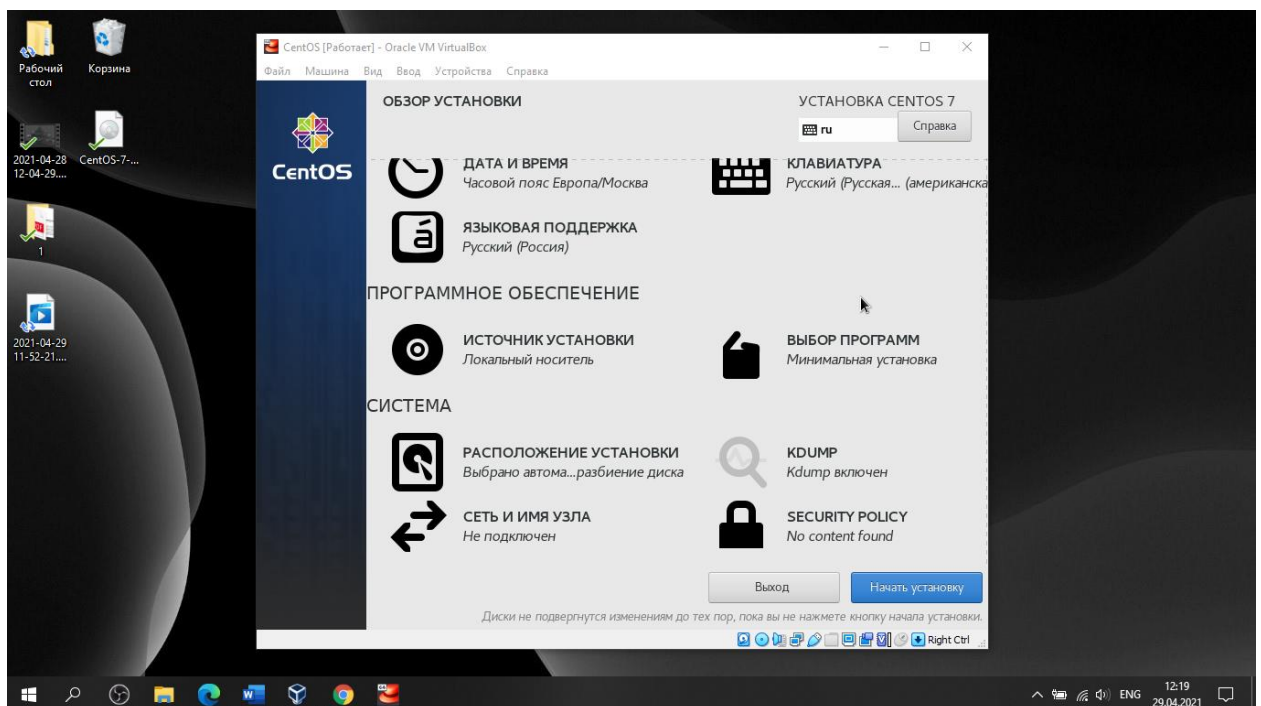 Рабочий стол
Корзина
2021-04-28 12-04-29....
CentOS-7-...
1
2021-04-29 11-52-21....
CentOS [Работает] - Oracle VM VirtualBox
Файл Машина Вид Ввод Устройства Справка
CentOS
ОБЗОР УСТАНОВКИ
УСТАНОВКА CENTOS 7
ru
Справка
ДАТА И ВРЕМЯ
Часовой пояс Европа/Москва
КЛАВИАТУРА
Русский (Русская... (американска
ЯЗЫКОВАЯ ПОДДЕРЖКА
Русский (Россия)
ПРОГРАММНОЕ ОБЕСПЕЧЕНИЕ
ИСТОЧНИК УСТАНОВКИ
Локальный носитель
ВЫБОР ПРОГРАММ
Минимальная установка
СИСТЕМА
РАСПОЛОЖЕНИЕ УСТАНОВКИ
Выбрано автома...разбиение диска
KDUMP
Kdump включен
СЕТЬ И ИМЯ УЗЛА
Не подключен
SECURITY POLICY
No content found
Выход
Начать установку
Диски не подвергнутся изменениям до тех пор, пока вы не нажмете кнопку начала установки.
Right Ctrl
ENG
12:19
29.04.2021